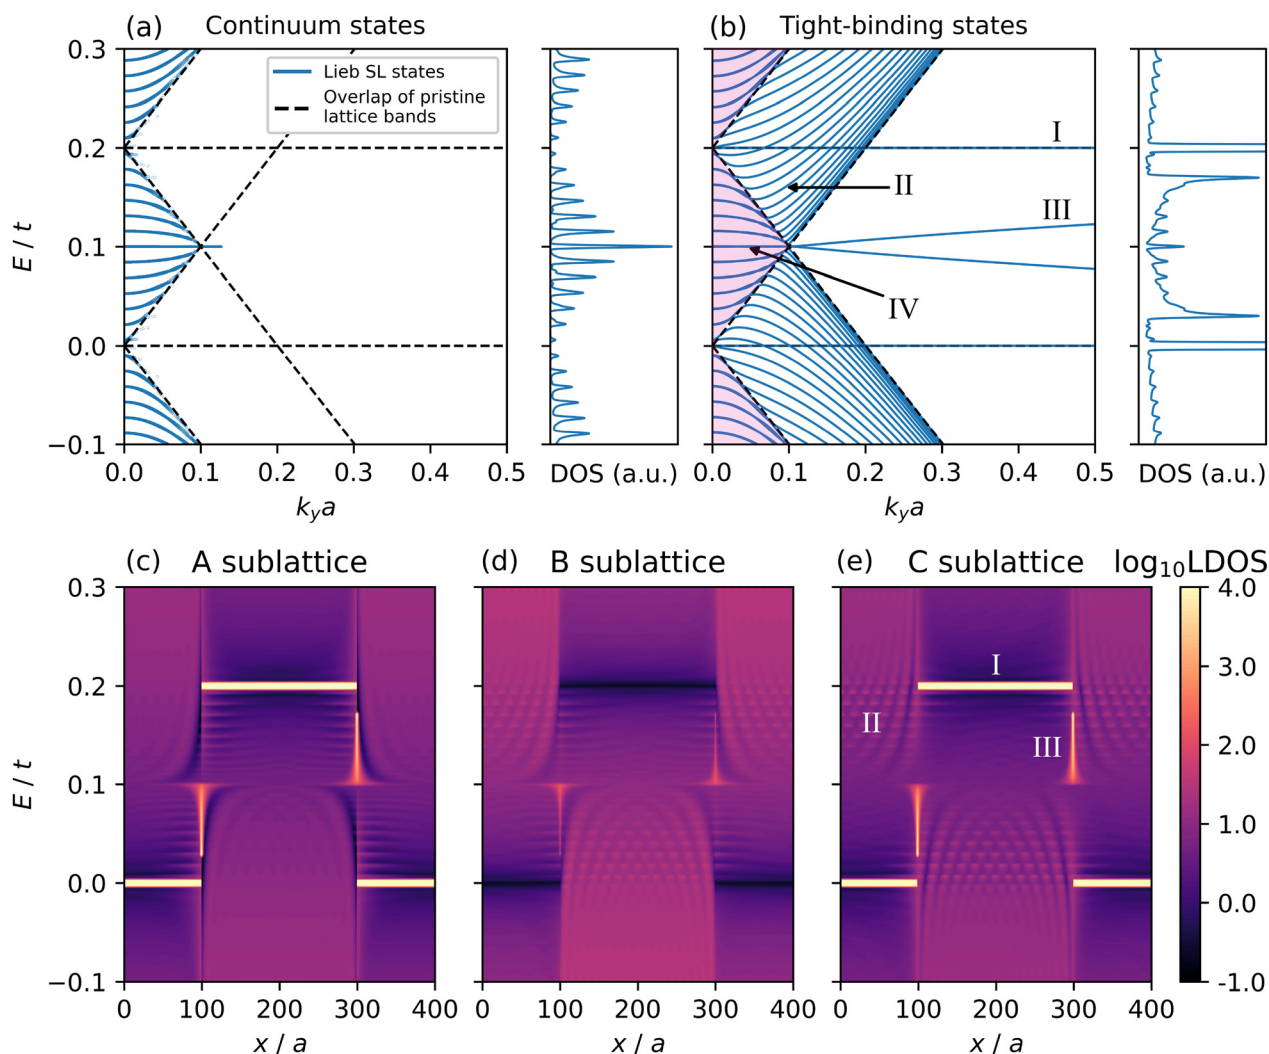 (a) Continuum states
(b) Tight-binding states
0.3
0.2
0.1
0.0
−0.1
E / t
Lieb SL states
Overlap of pristine
lattice bands
I
II
III
IV
0.0 0.1 0.2 0.3 0.4 0.5
kya
DOS (a.u.)
0.0 0.1 0.2 0.3 0.4 0.5
kya
DOS (a.u.)
(c) A sublattice
(d) B sublattice
(e) C sublattice
log10LDOS
0.3
0.2
0.1
0.0
−0.1
E / t
I
II
III
4.0
3.0
2.0
1.0
0.0
-1.0
0 100 200 300 400
x / a
0 100 200 300 400
x / a
0 100 200 300 400
x / a